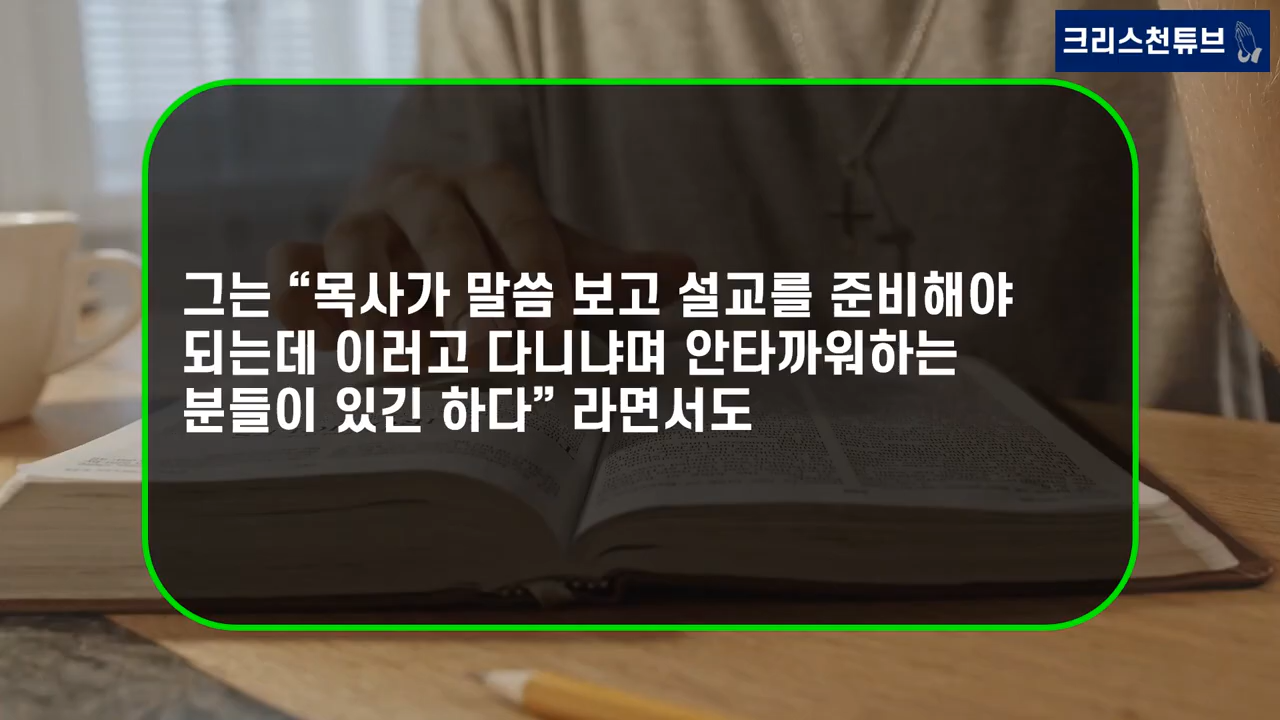 크리스천튜브
그는 “목사가 말씀 보고 설교를 준비해야
되는데 이러고 다니냐며 안타까워하는
분들이 있긴 하다” 라면서도